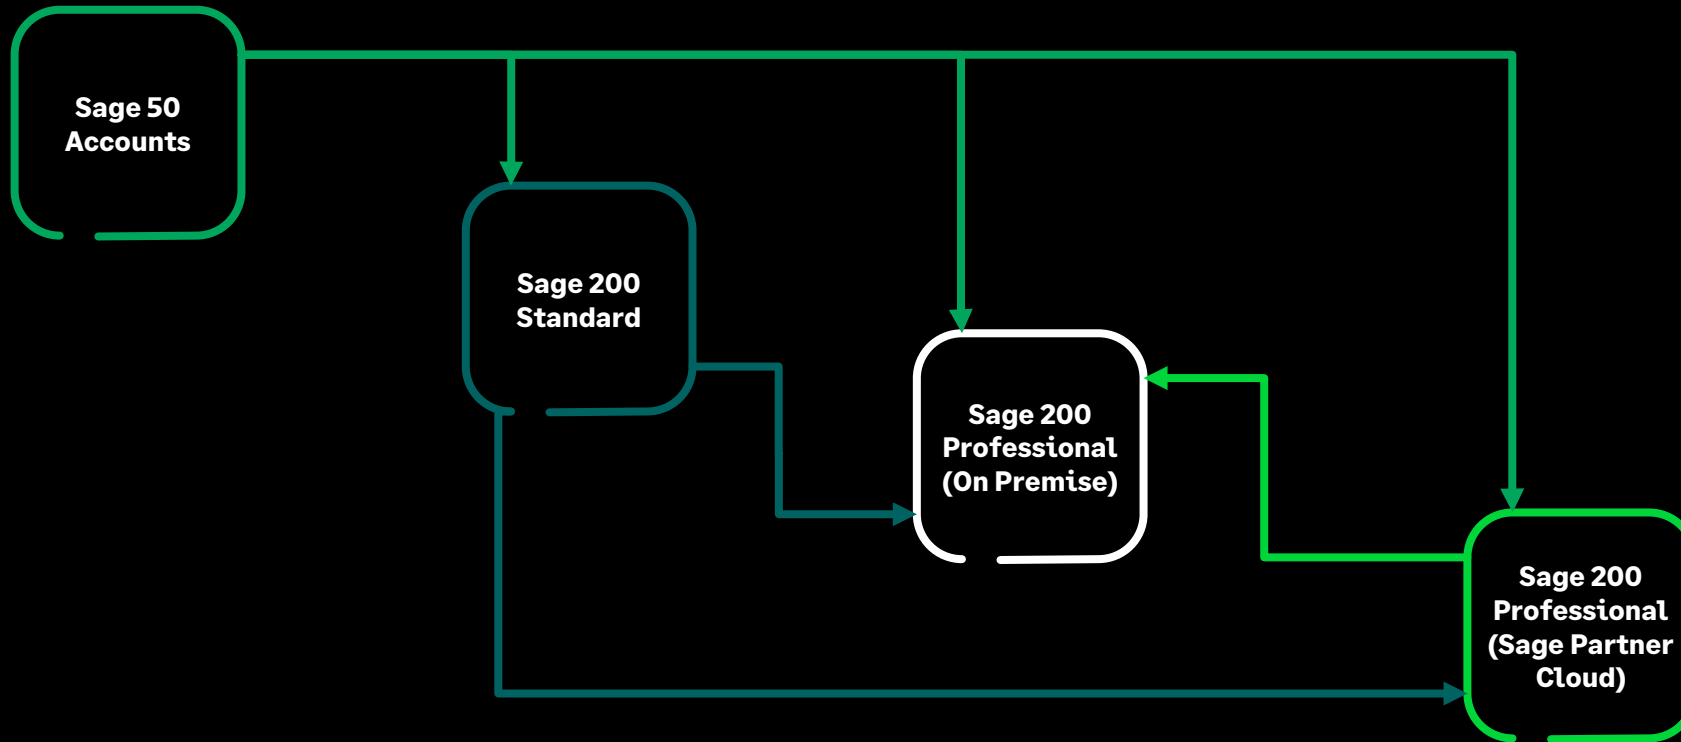 Sage 50
Accounts
Sage 200
Standard
Sage 200
Professional
(On Premise)
Sage 200
Professional
(Sage Partner
Cloud)